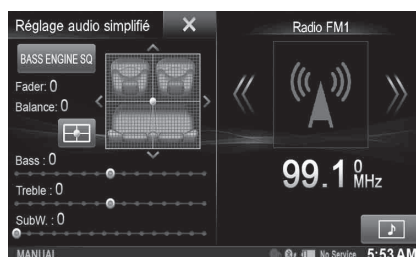 Réglage audio simplifié
BASS ENGINE SQ
Fader: 0
Balance: 0
Bass : 0
Treble : 0
SubW. : 0
MANUAL
Radio FM1
99.1 0 MHz
No Service 5:53 AM